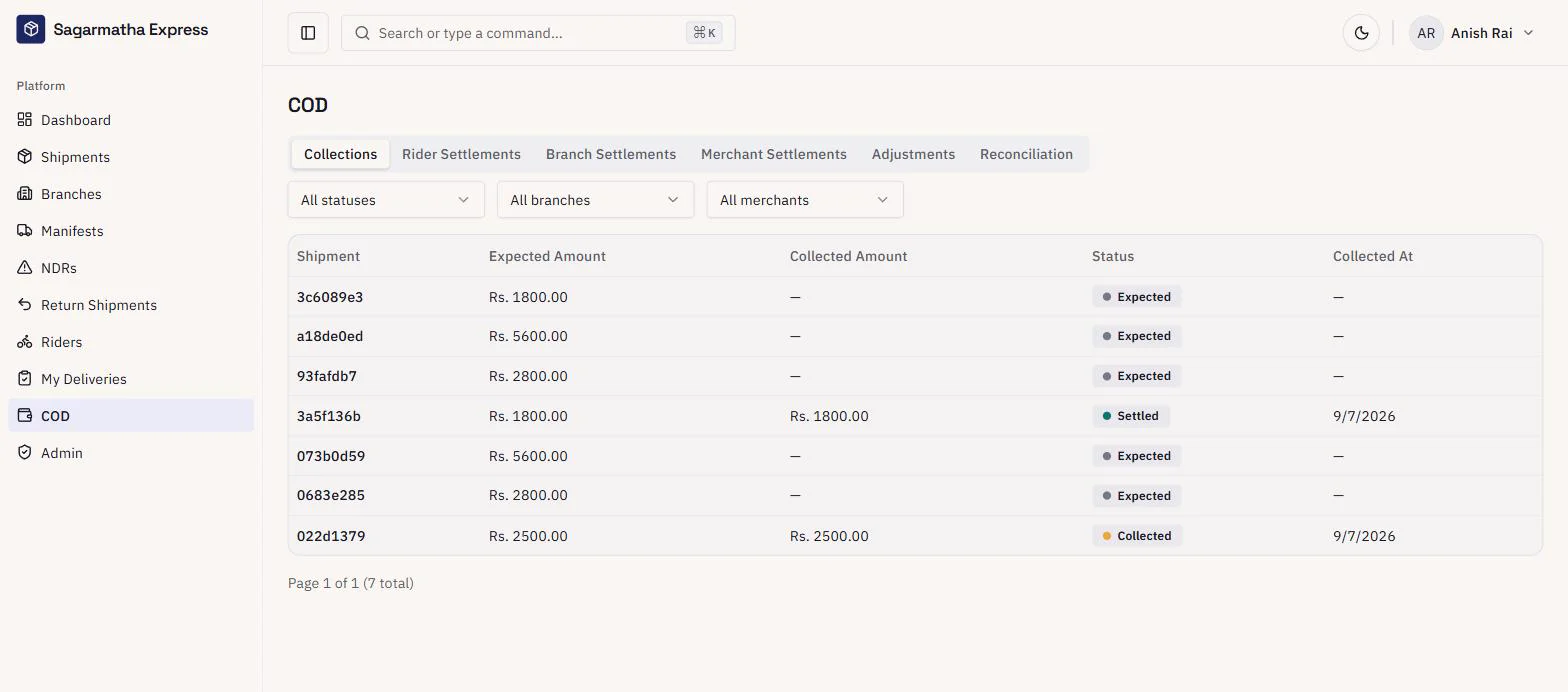 Sagarmatha Express
Search or type a command...
⌘K
AR
Anish Rai
Platform
Dashboard
Shipments
Branches
Manifests
NDRs
Return Shipments
Riders
My Deliveries
COD
Admin
COD
Collections Rider Settlements Branch Settlements Merchant Settlements Adjustments Reconciliation
All statuses All branches All merchants
Shipment Expected Amount Collected Amount Status Collected At
3c6089e3 Rs. 1800.00 — Expected —
a18de0ed Rs. 5600.00 — Expected —
93fafdb7 Rs. 2800.00 — Expected —
3a5f136b Rs. 1800.00 Rs. 1800.00 Settled 9/7/2026
073b0d59 Rs. 5600.00 — Expected —
0683e285 Rs. 2800.00 — Expected —
022d1379 Rs. 2500.00 Rs. 2500.00 Collected 9/7/2026
Page 1 of 1 (7 total)